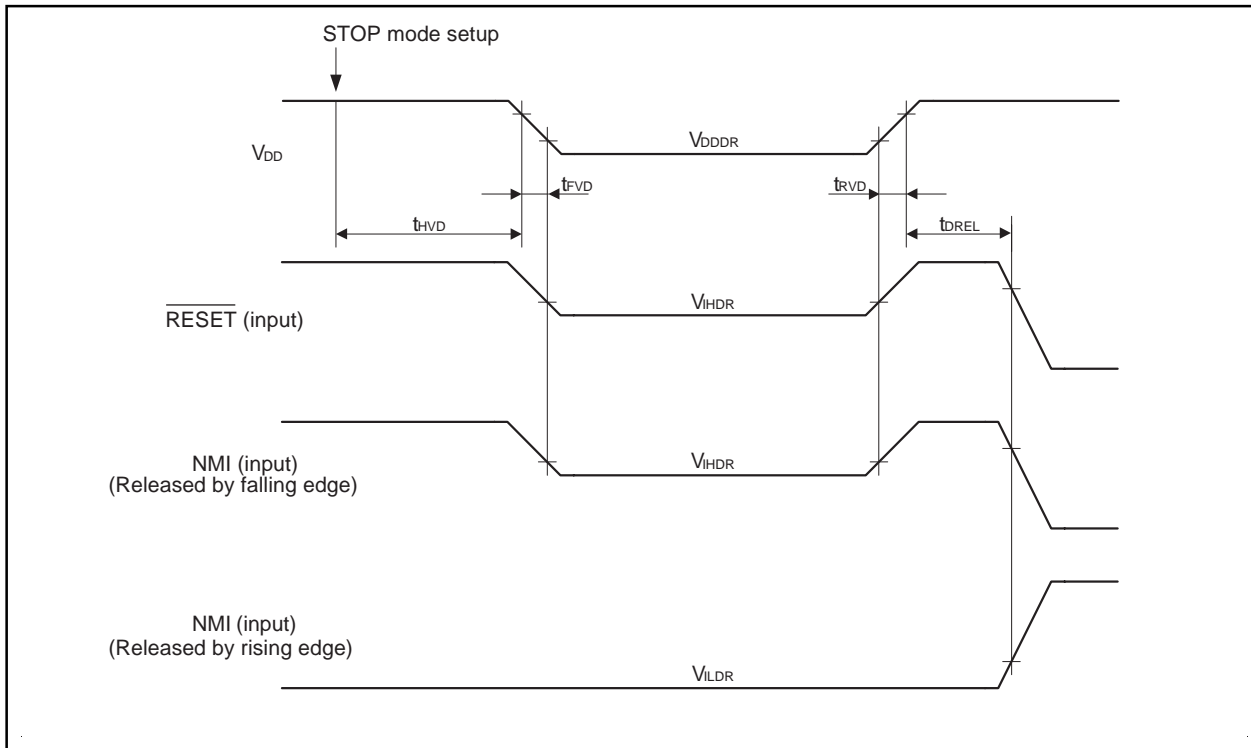 STOP mode setup
VDD
VDDDR
tFVD
tRVD
tHVD
tDREL
RESET (input)
VIHDR
NMI (input)
(Released by falling edge)
VIHDR
NMI (input)
(Released by rising edge)
VILDR